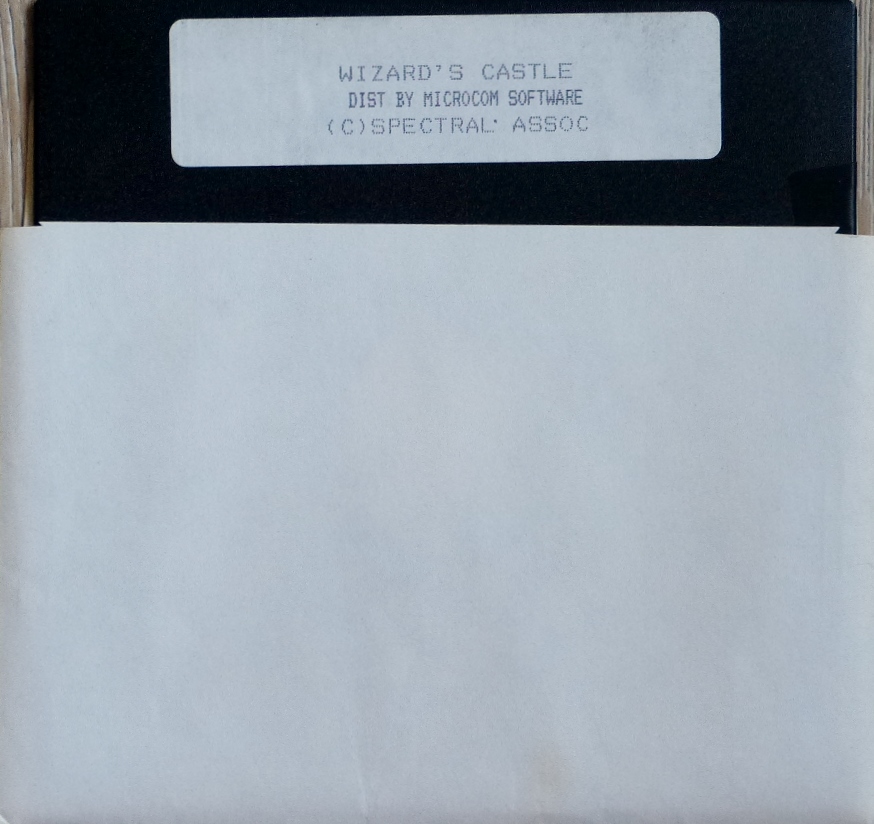 WIZARD'S CASTLE
DIST BY MICROCOM SOFTWARE
(C)SPECTRAL ASSOC